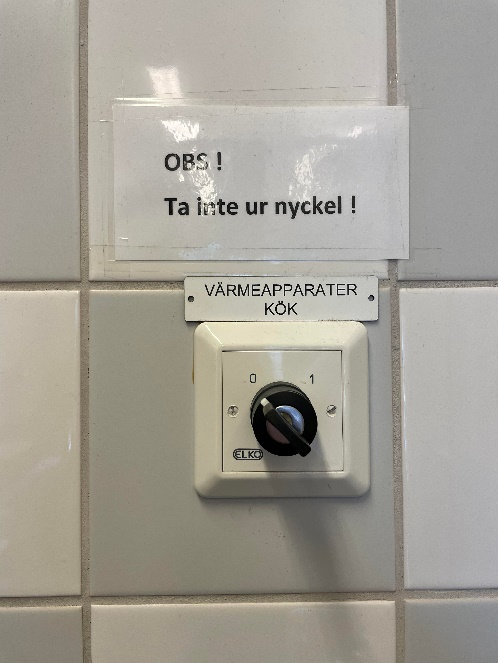 OBS !
Ta inte ur nyckel !
VÄRMEAPPARATER
KÖK
0 1
ELKO